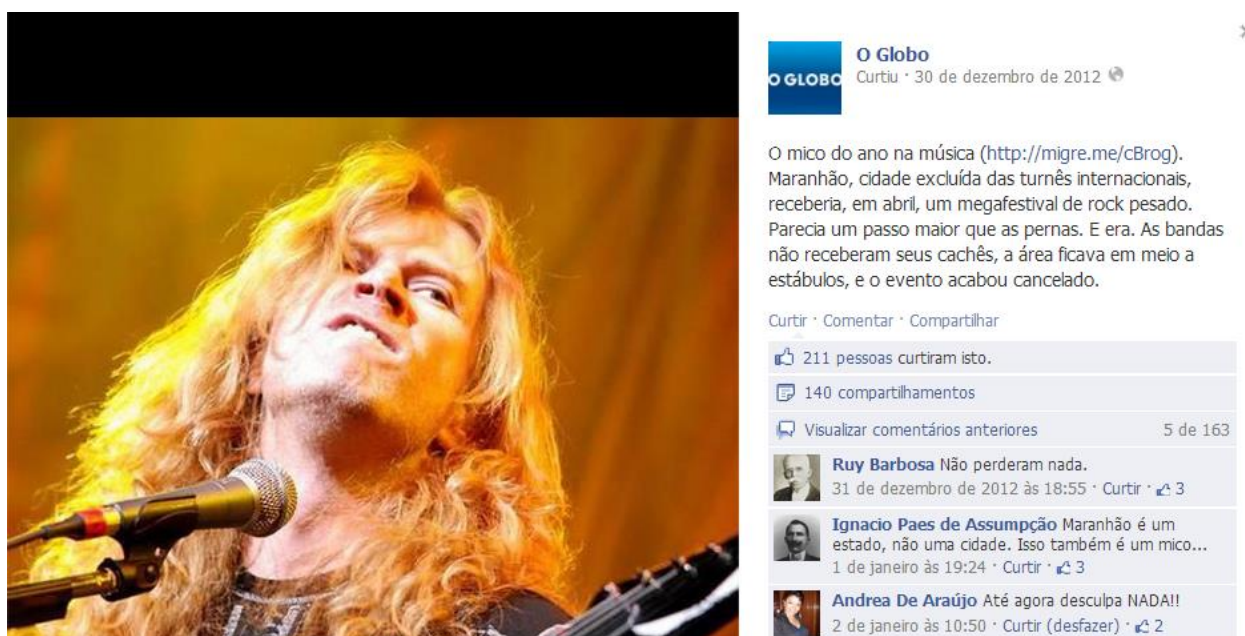 O GLOBO
O Globo
Curtiu · 30 de dezembro de 2012
O mico do ano na música (http://migre.me/cBrog).
Maranhão, cidade excluída das turnês internacionais,
receberia, em abril, um megafestival de rock pesado.
Parecia um passo maior que as pernas. E era. As bandas
não receberam seus cachês, a área ficava em meio a
estábulos, e o evento acabou cancelado.
Curtir · Comentar · Compartilhar
211 pessoas curtiram isto.
140 compartilhamentos
Visualizar comentários anteriores 5 de 163
Ruy Barbosa Não perderam nada.
31 de dezembro de 2012 às 18:55 · Curtir · 3
Ignacio Paes de Assumpção Maranhão é um
estado, não uma cidade. Isso também é um mico...
1 de janeiro às 19:24 · Curtir · 3
Andrea De Araújo Até agora desculpa NADA!!
2 de janeiro às 10:50 · Curtir (desfazer) · 2